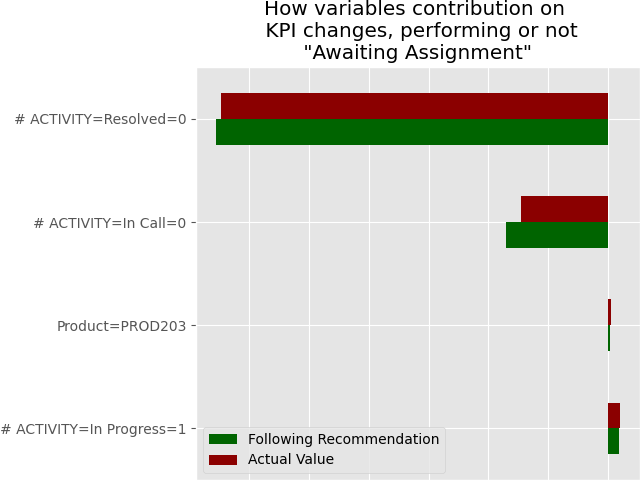 How variables contribution on
KPI changes, performing or not
"Awaiting Assignment"
# ACTIVITY=Resolved=0
# ACTIVITY=In Call=0
Product=PROD203
# ACTIVITY=In Progress=1
Following Recommendation
Actual Value